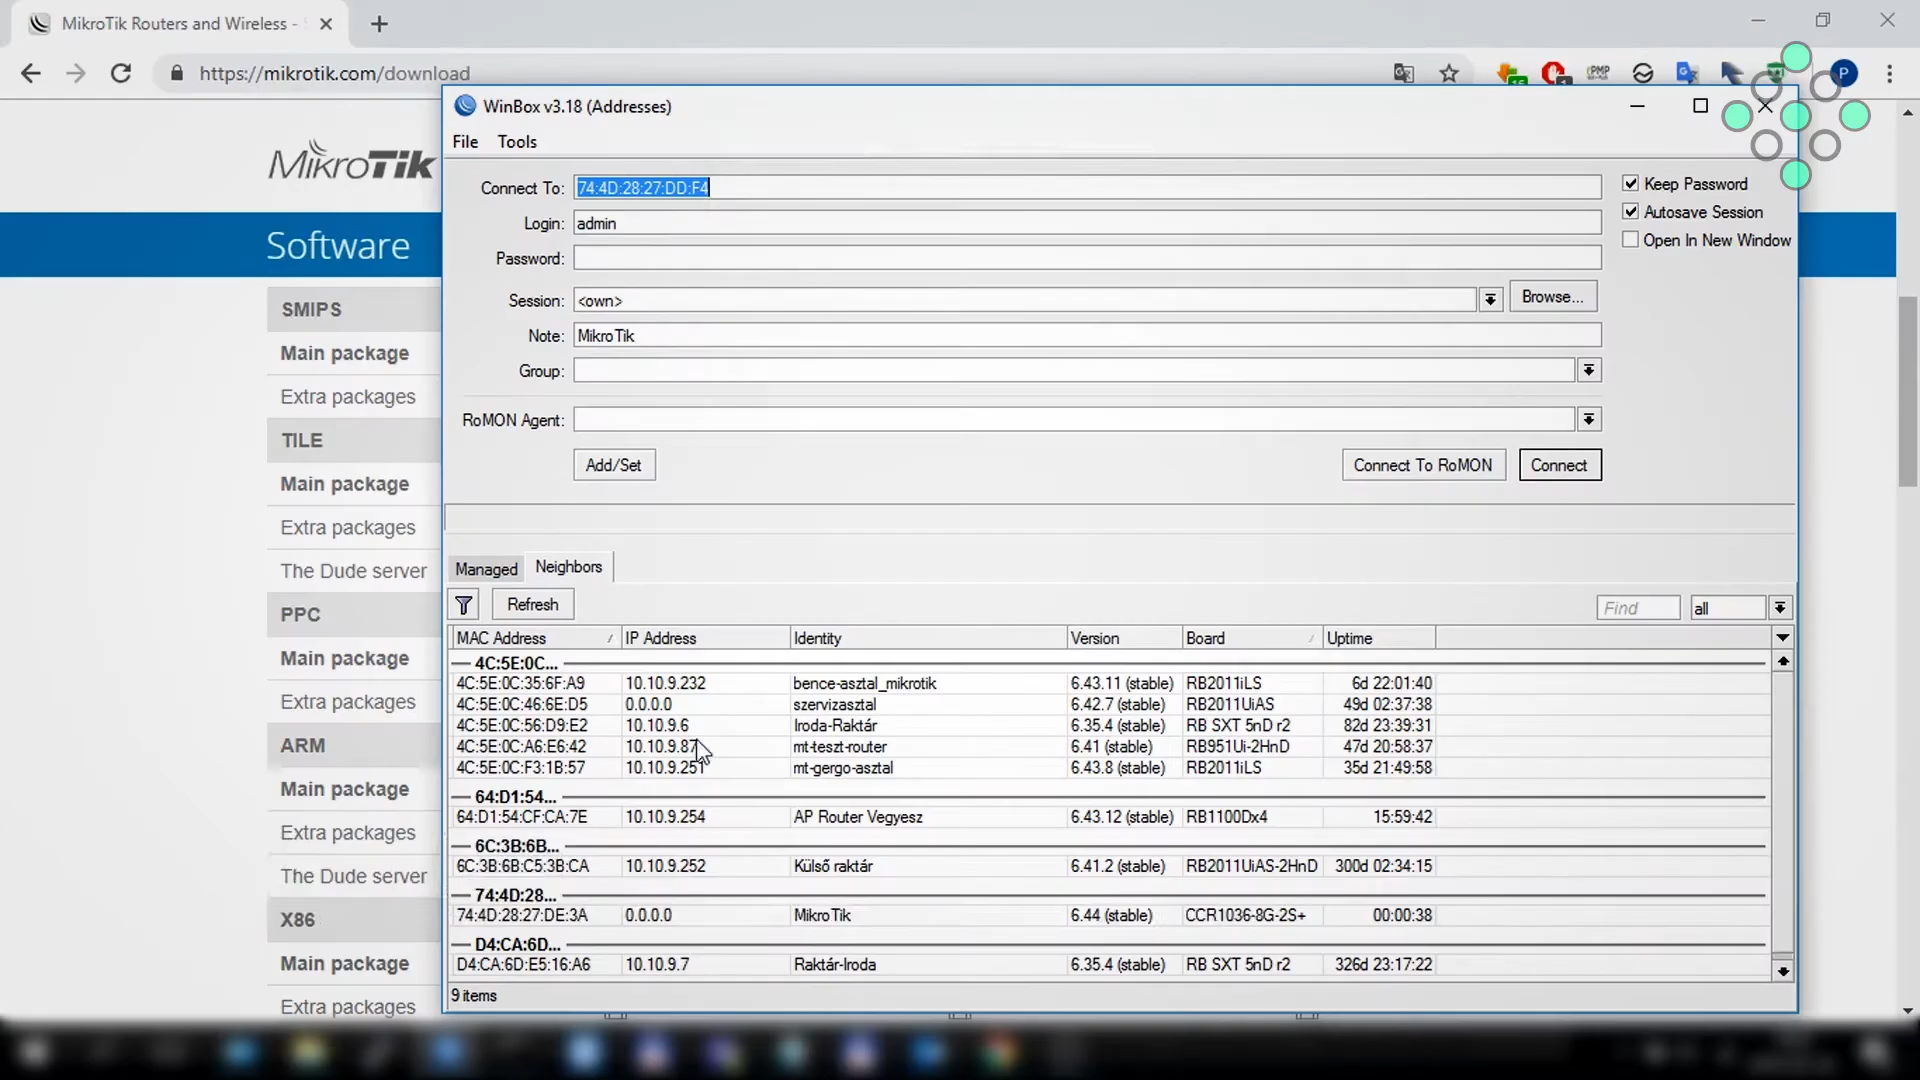 MikroTik Routers and Wireless -
https://mikrotik.com/download
MikroTik
Software
SMIPS
Main package
Extra packages
TILE
Main package
Extra packages
The Dude server
PPC
Main package
Extra packages
ARM
Main package
Extra packages
The Dude server
X86
Main package
Extra packages
WinBox v3.18 (Addresses)
File Tools
Connect To: 74:4D:28:27:DD:F4
Keep Password
Login: admin
Autosave Session
Password:
Open In New Window
Session: <own> Browse...
Note: MikroTik
Group:
RoMON Agent:
Add/Set Connect To RoMON Connect
Managed Neighbors
Refresh Find all
MAC Address IP Address Identity Version Board Uptime
4C:5E:0C...
4C:5E:0C:35:6F:A9 10.10.9.232 bence-asztal_mikrotik 6.43.11 (stable) RB2011iLS 6d 22:01:40
4C:5E:0C:46:6E:D5 0.0.0.0 szervizasztal 6.42.7 (stable) RB2011UiAS 49d 02:37:38
4C:5E:0C:56:D9:E2 10.10.9.6 Iroda-Raktár 6.35.4 (stable) RB SXT 5nD r2 82d 23:39:31
4C:5E:0C:A6:E6:42 10.10.9.87 mt-teszt-router 6.41 (stable) RB951Ui-2HnD 47d 20:58:37
4C:5E:0C:F3:1B:57 10.10.9.251 mt-gergo-asztal 6.43.8 (stable) RB2011iLS 35d 21:49:58
64:D1:54...
64:D1:54:CF:CA:7E 10.10.9.254 AP Router Vegyesz 6.43.12 (stable) RB1100Dx4 15:59:42
6C:3B:6B...
6C:3B:6B:C5:3B:CA 10.10.9.252 Külső raktár 6.41.2 (stable) RB2011UiAS-2HnD 300d 02:34:15
74:4D:28...
74:4D:28:27:DE:3A 0.0.0.0 MikroTik 6.44 (stable) CCR1036-8G-2S+ 00:00:38
D4:CA:6D...
D4:CA:6D:E5:16:A6 10.10.9.7 Raktár-Iroda 6.35.4 (stable) RB SXT 5nD r2 326d 23:17:22
9 items